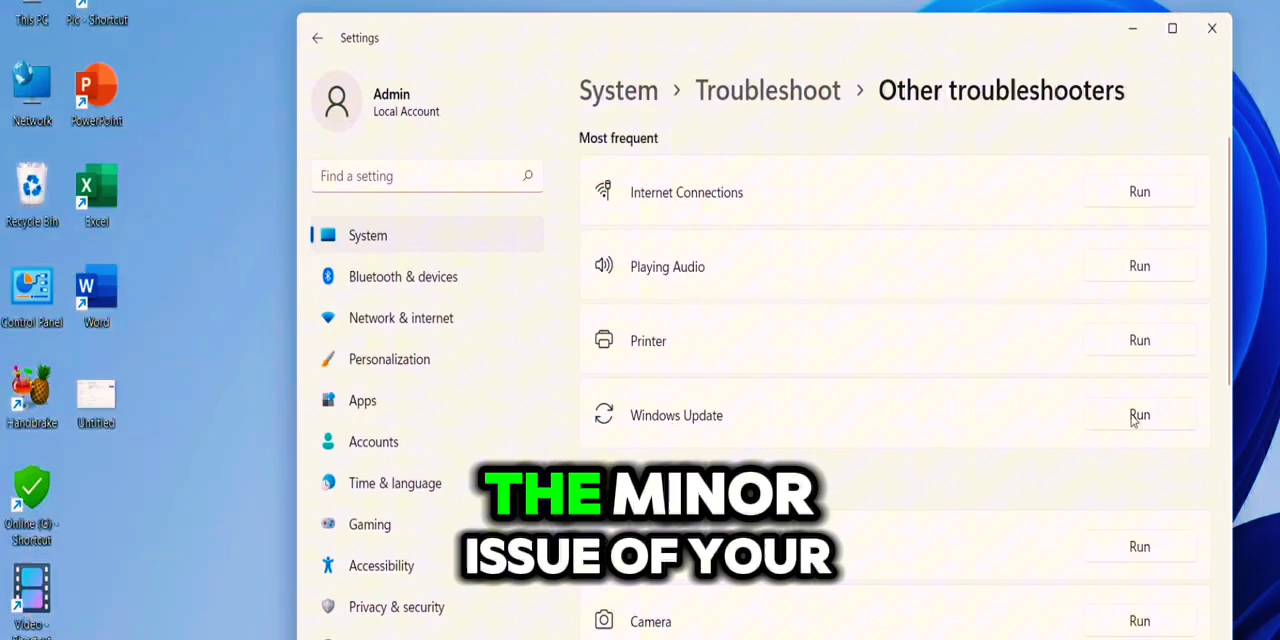 This PC
Pic - Shortcut
Network
PowerPoint
Recycle Bin
Excel
Control Panel
Word
Handbrake
Untitled
Online (G) -
Shortcut
Video -
Settings
Admin
Local Account
Find a setting
System
Bluetooth & devices
Network & internet
Personalization
Apps
Accounts
Time & language
Gaming
Accessibility
Privacy & security
System > Troubleshoot > Other troubleshooters
Most frequent
Internet Connections
Run
Playing Audio
Run
Printer
Run
Windows Update
Run
Run
Camera
Run
THE MINOR
ISSUE OF YOUR